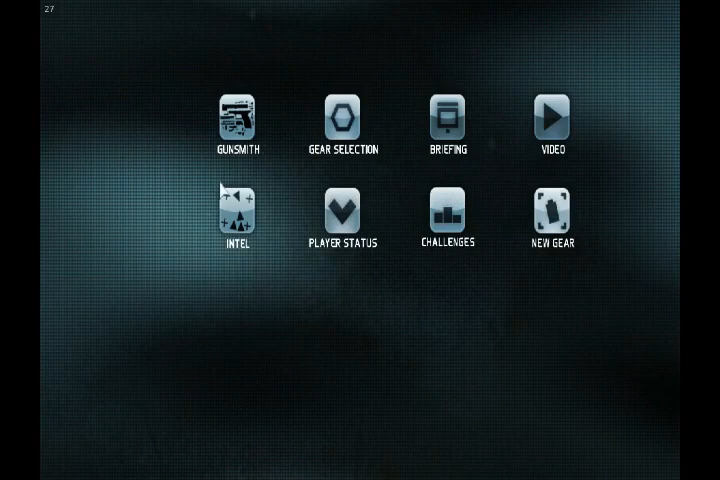 27
GUNSMITH
GEAR SELECTION
BRIEFING
VIDEO
INTEL
PLAYER STATUS
CHALLENGES
NEW GEAR